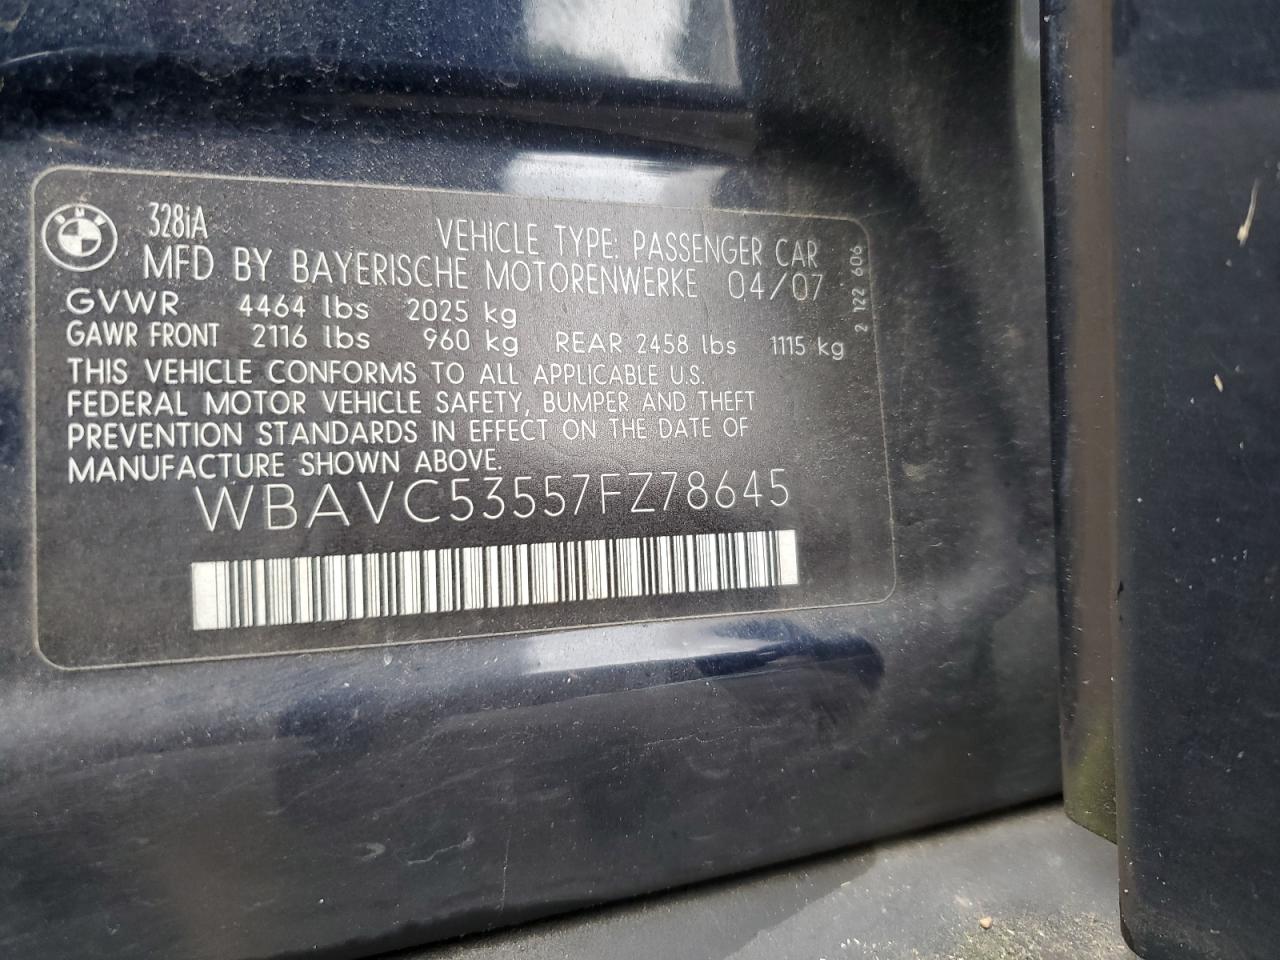 BMW
328iA
VEHICLE TYPE: PASSENGER CAR
MFD BY BAYERISCHE MOTORENWERKE 04/07
GVWR 4464 lbs 2025 kg
GAWR FRONT 2116 lbs 960 kg REAR 2458 lbs 1115 kg
THIS VEHICLE CONFORMS TO ALL APPLICABLE U.S.
FEDERAL MOTOR VEHICLE SAFETY, BUMPER AND THEFT
PREVENTION STANDARDS IN EFFECT ON THE DATE OF
MANUFACTURE SHOWN ABOVE.
WBAVC53557FZ78645
2 122 606